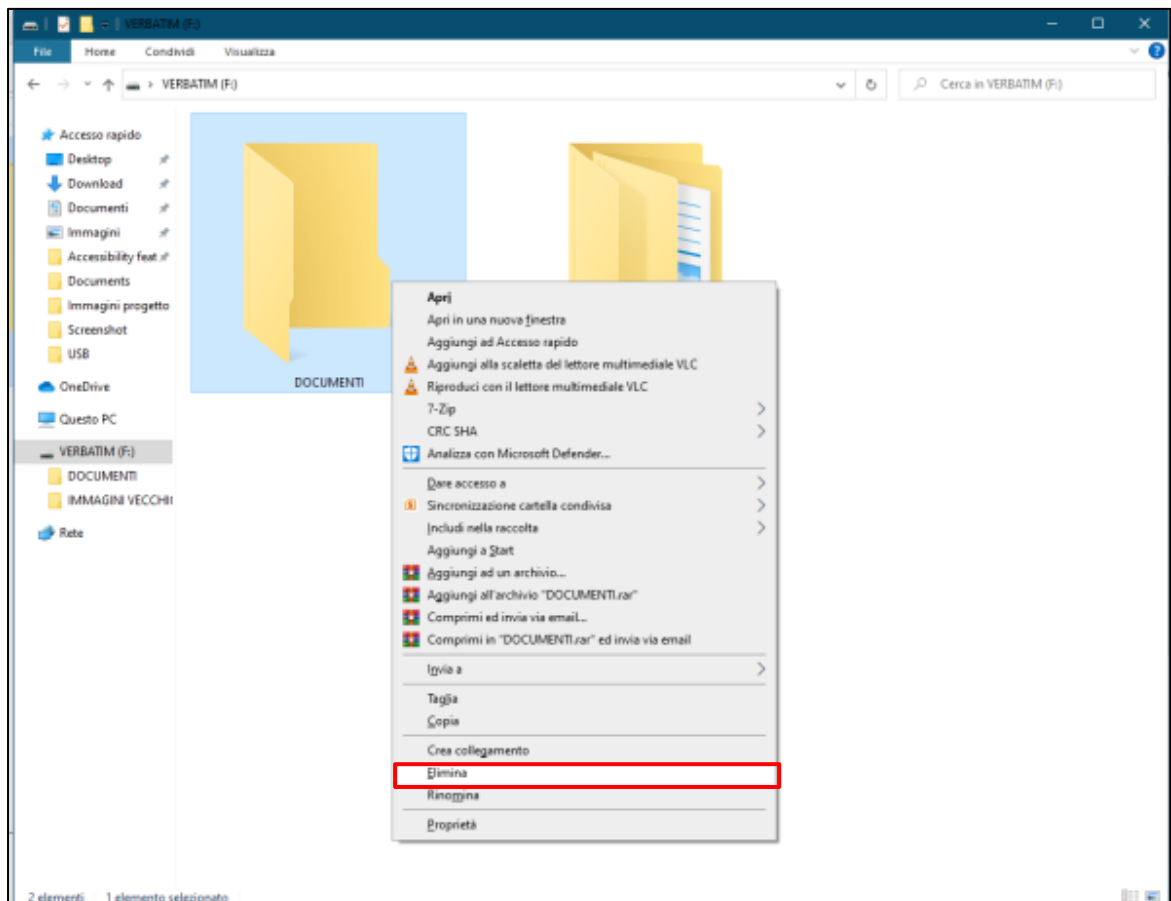 VERBATIM (F:)
File Home Condividi Visualizza
VERBATIM (F:)
Cerca in VERBATIM (F:)
Accesso rapido
Desktop
Download
Documenti
Immagini
Accessibility feat
Documents
Immagini progetto
Screenshot
USB
OneDrive
Questo PC
VERBATIM (F:)
DOCUMENTI
IMMAGINI VECCHI
Rete
DOCUMENTI
Apri
Apri in una nuova finestra
Aggiungi ad Accesso rapido
Aggiungi alla scaletta del lettore multimediale VLC
Riproduci con il lettore multimediale VLC
7-Zip
CRC SHA
Analizza con Microsoft Defender...
Dare accesso a
Sincronizzazione cartella condivisa
Includi nella raccolta
Aggiungi a Start
Aggiungi ad un archivio...
Aggiungi all'archivio "DOCUMENTI.rar"
Comprimi ed invia via email...
Comprimi in "DOCUMENTI.rar" ed invia via email
Invia a
Taglia
Copia
Crea collegamento
Elimina
Rinomina
Proprietà
2 elementi 1 elemento selezionato